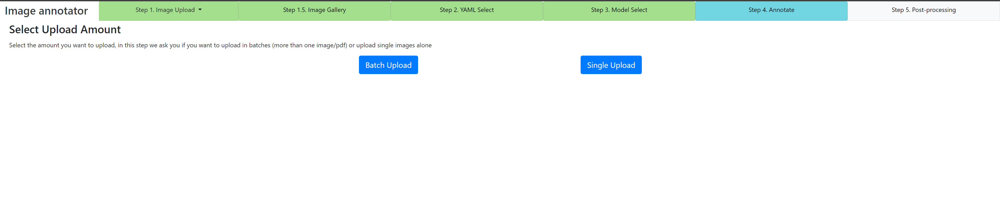 Image annotator
Step 1. Image Upload
Step 1.5. Image Gallery
Step 2. YAML Select
Step 3. Model Select
Step 4. Annotate
Step 5. Post-processing
Select Upload Amount
Select the amount you want to upload, in this step we ask you if you want to upload in batches (more than one image/pdf) or upload single images alone
Batch Upload
Single Upload